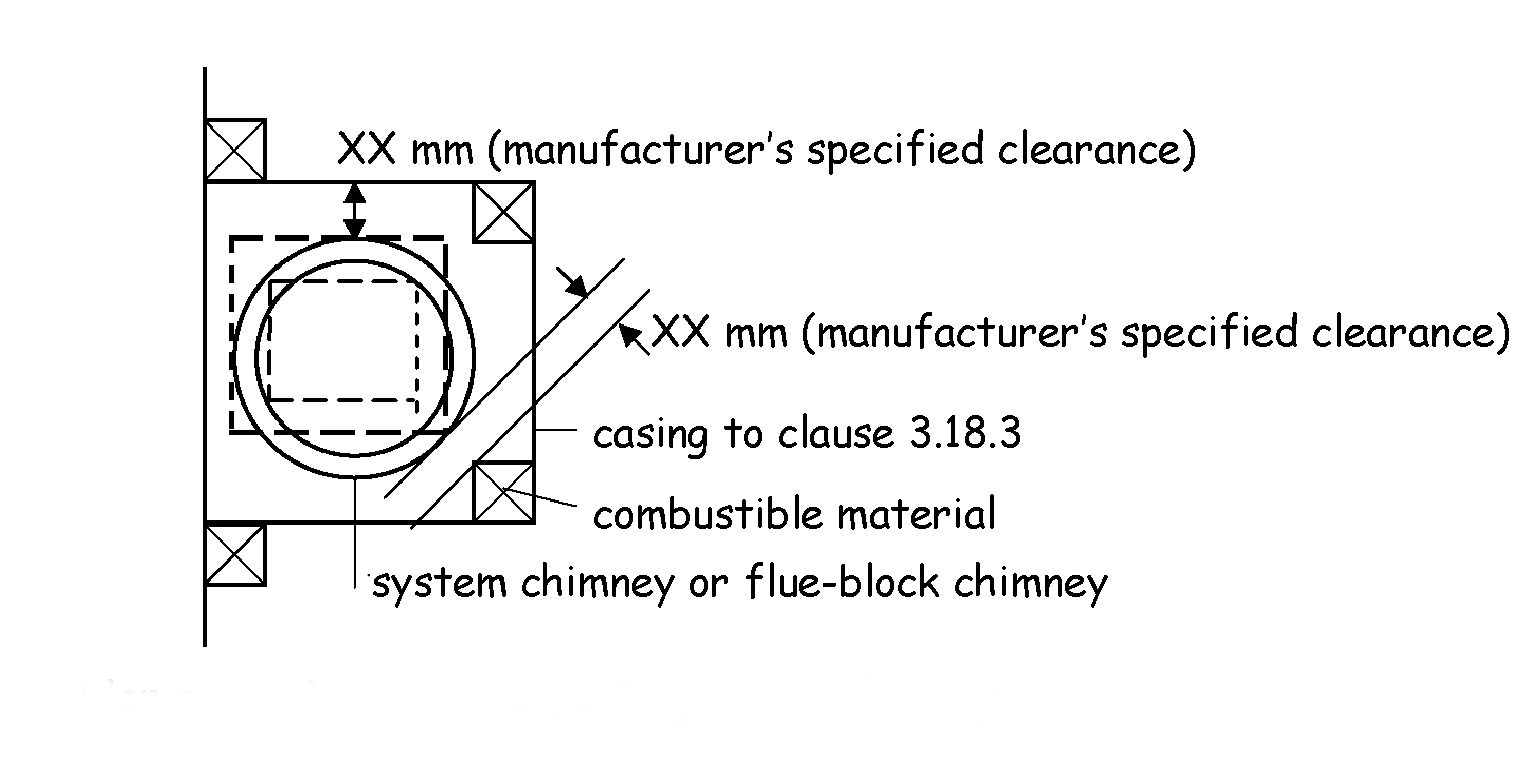 XX mm (manufacturer's specified clearance)
XX mm (manufacturer's specified clearance)
casing to clause 3.18.3
combustible material
system chimney or flue-block chimney